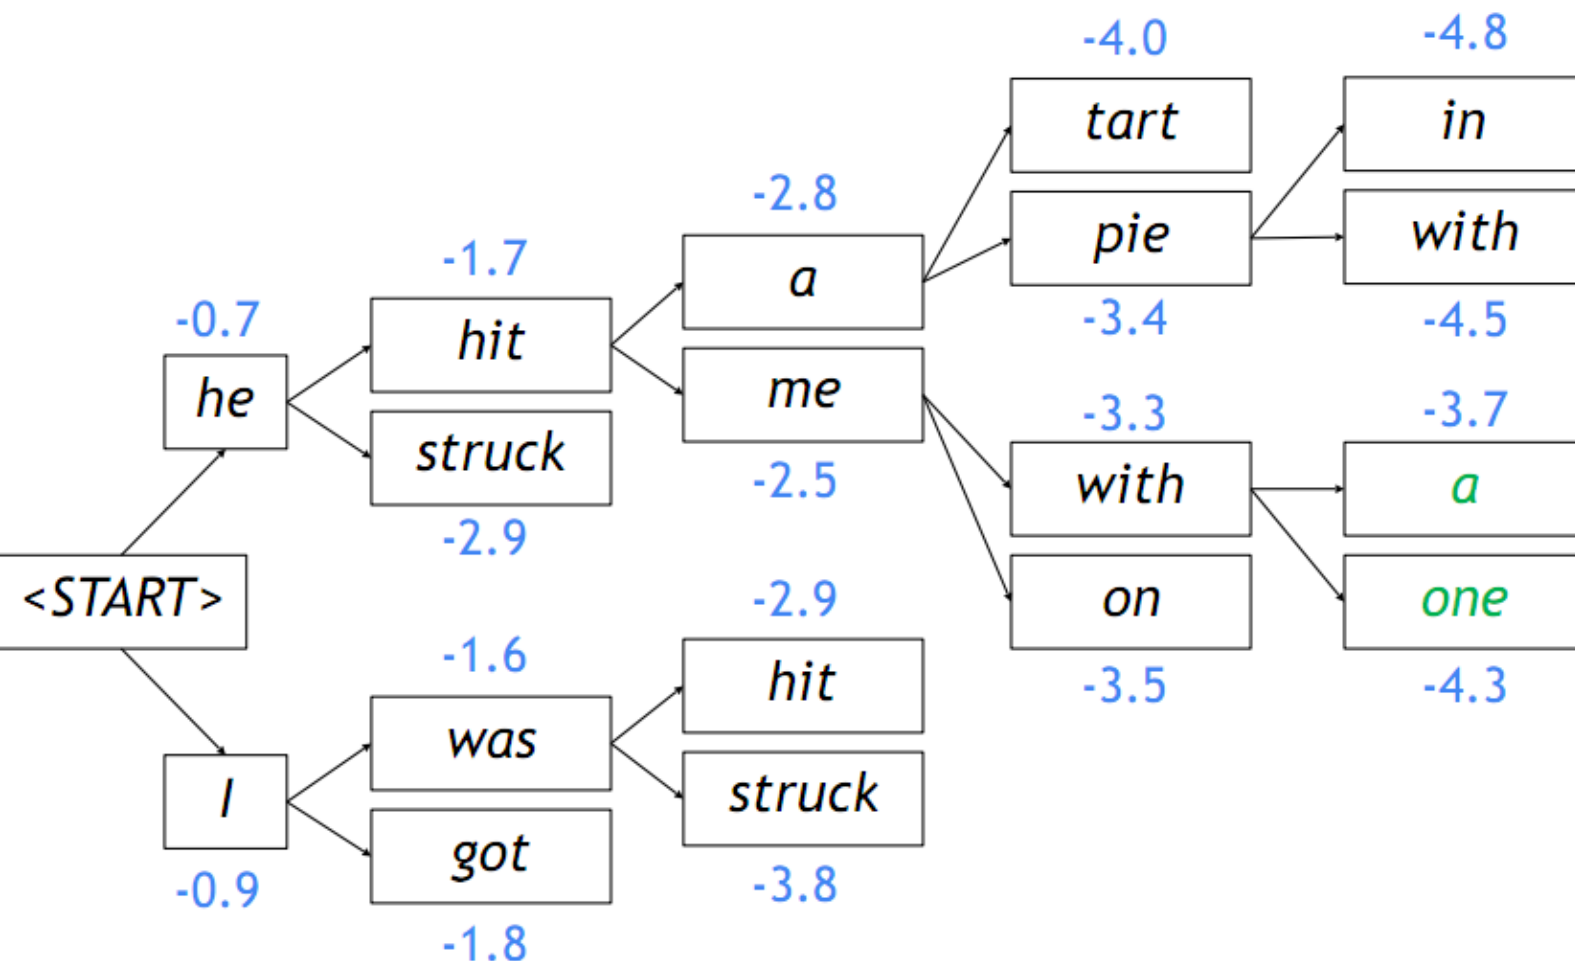 -4.0
-4.8
tart
in
-2.8
pie
with
-1.7
a
-3.4
-4.5
-0.7
hit
me
-3.3
-3.7
he
struck
-2.5
with
a
-2.9
<START>
-2.9
on
one
-1.6
hit
-3.5
-4.3
was
I
struck
-0.9
got
-3.8
-1.8